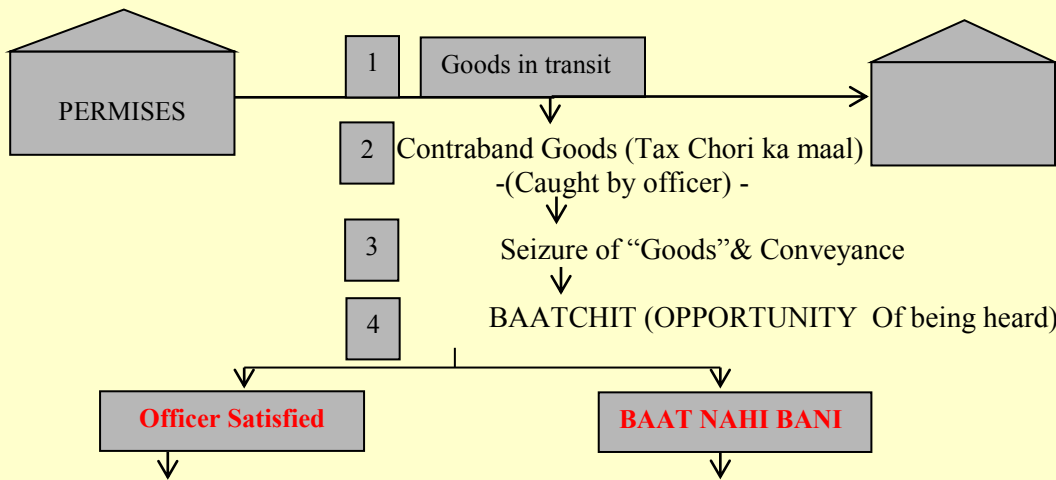 1
Goods in transit
PERMISES
2
Contraband Goods (Tax Chori ka maal)
-(Caught by officer) -
3
Seizure of “Goods”& Conveyance
4
BAATCHIT (OPPORTUNITY Of being heard)
Officer Satisfied
BAAT NAHI BANI